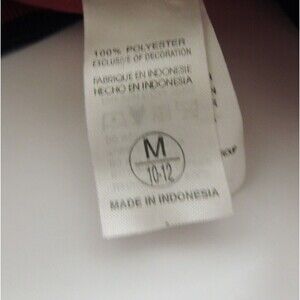 100% POLYESTER
EXCLUSIVE OF DECORATION
FABRIQUE EN INDONESIE
HECHO EN INDONESIA
M
10-12
MADE IN INDONESIA